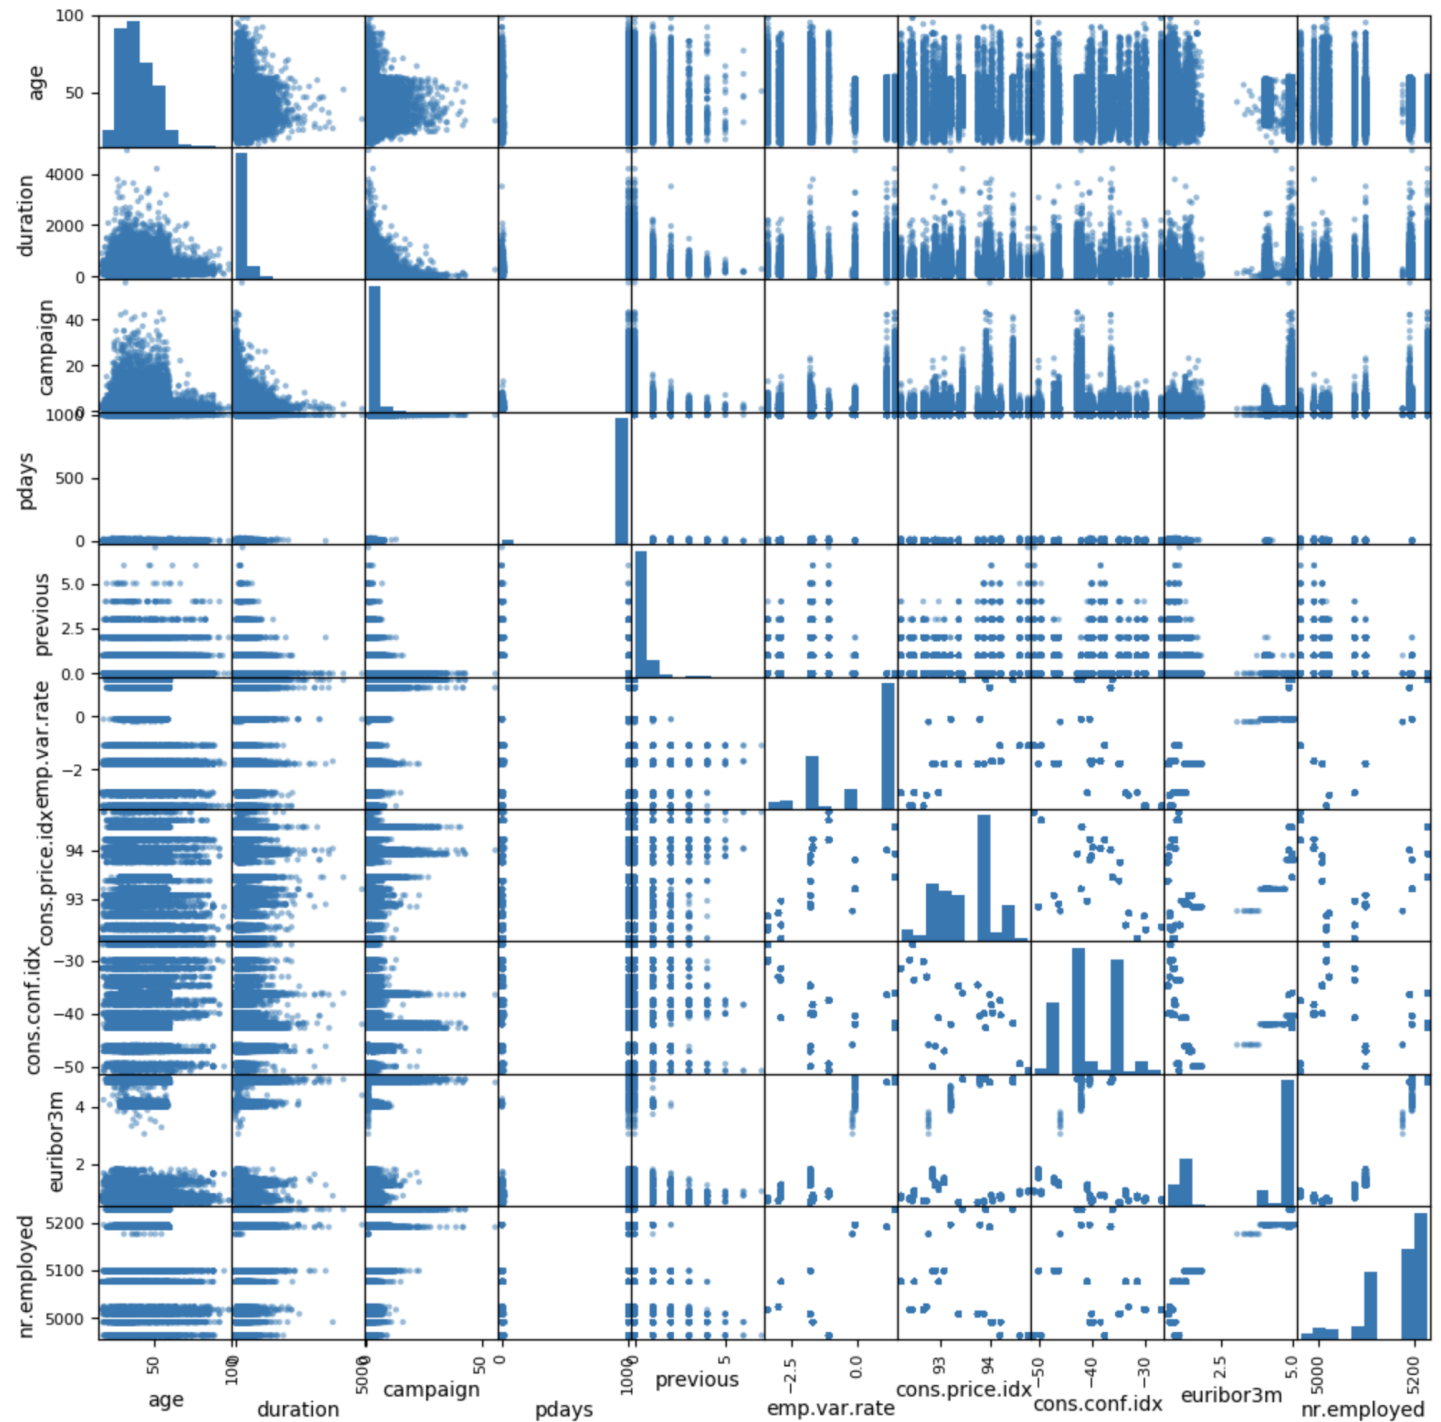 100
50
age
4000
2000
0
duration
40
20
0
campaign
1000
500
0
pdays
5.0
2.5
0.0
previous
0
−2
emp.var.rate
94
93
cons.price.idx
−30
−40
−50
cons.conf.idx
4
2
euribor3m
5200
5100
5000
nr.employed
50 100 0 5000 0 50 0 1000 0 5 −2.5 0.0 93 94 −50 −40 −30 2.5 5.0 5000 5200
age duration campaign pdays previous emp.var.rate cons.price.idx cons.conf.idx euribor3m nr.employed